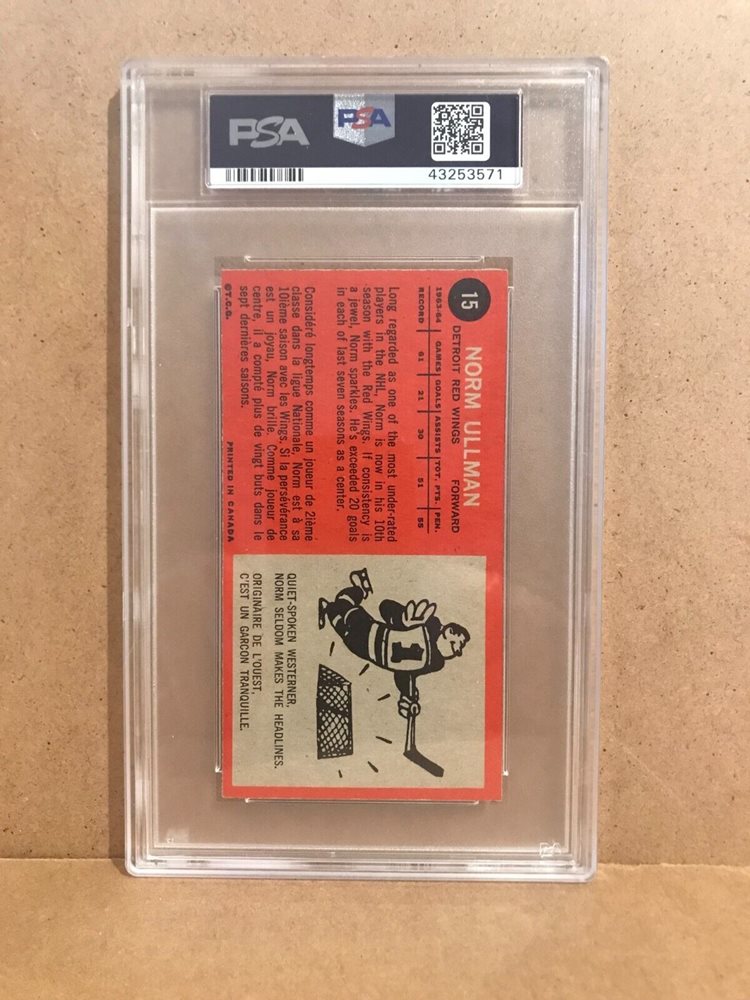 PSA
PSA
43253571
15
NORM ULLMAN
DETROIT RED WINGS FORWARD
1963-64 GAMES GOALS ASSISTS TOT. PTS. PEN.
RECORD 61 21 30 51 55
Long regarded as one of the most under-rated
players in the NHL, Norm is now in his 10th
season with the Red Wings. If consistency is
a jewel, Norm sparkles. He's exceeded 20 goals
in each of last seven seasons as a center.
Considéré longtemps comme un joueur de 2ième
classe dans la ligue Nationale, Norm est à sa
10ième saison avec les Wings. Si la persévérance
est un joyau, Norm brille. Comme joueur de
centre, il a compté plus de vingt buts dans le
sept dernières saisons.
©T.C.G. PRINTED IN CANADA
1
QUIET-SPOKEN WESTERNER,
NORM SELDOM MAKES THE HEADLINES.
ORIGINAIRE DE L'OUEST,
C'EST UN GARCON TRANQUILLE.